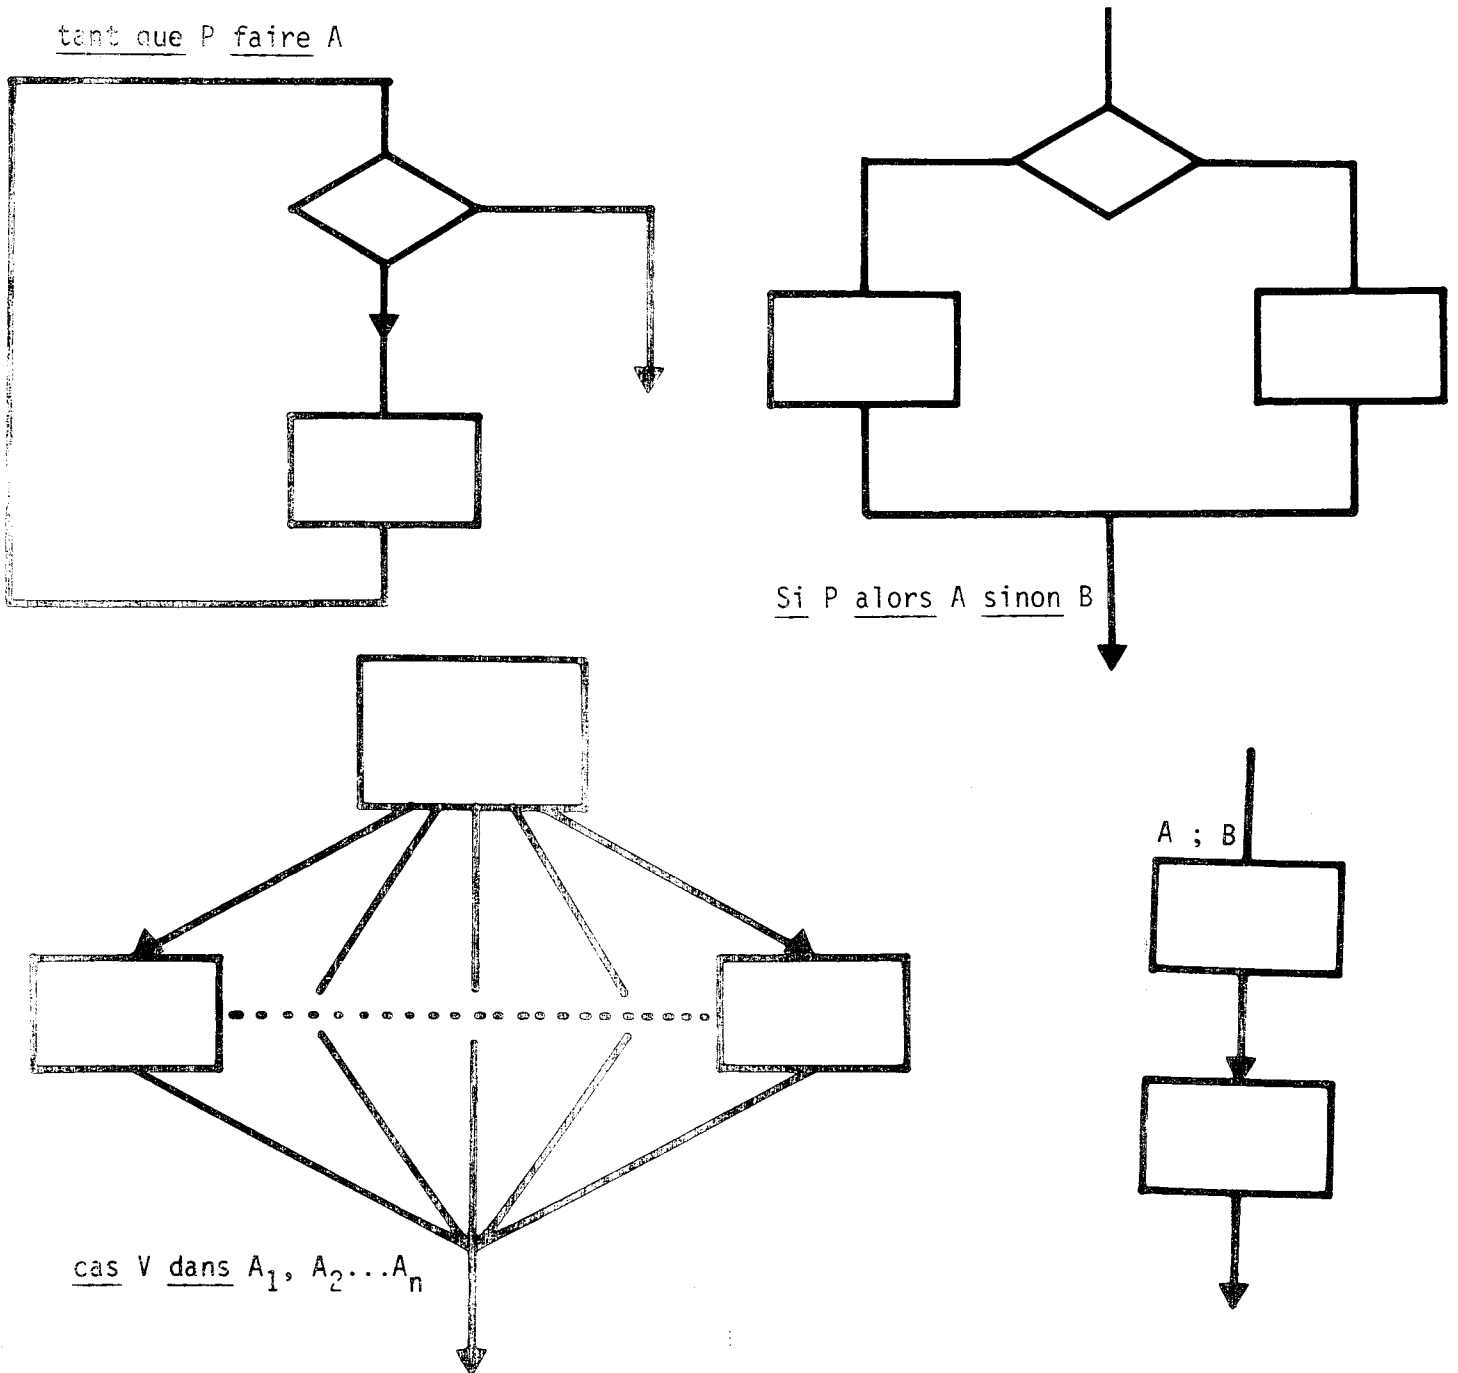 tant que P faire A
Si P alors A sinon B
A ; B
cas V dans A₁, A₂...Aₙ